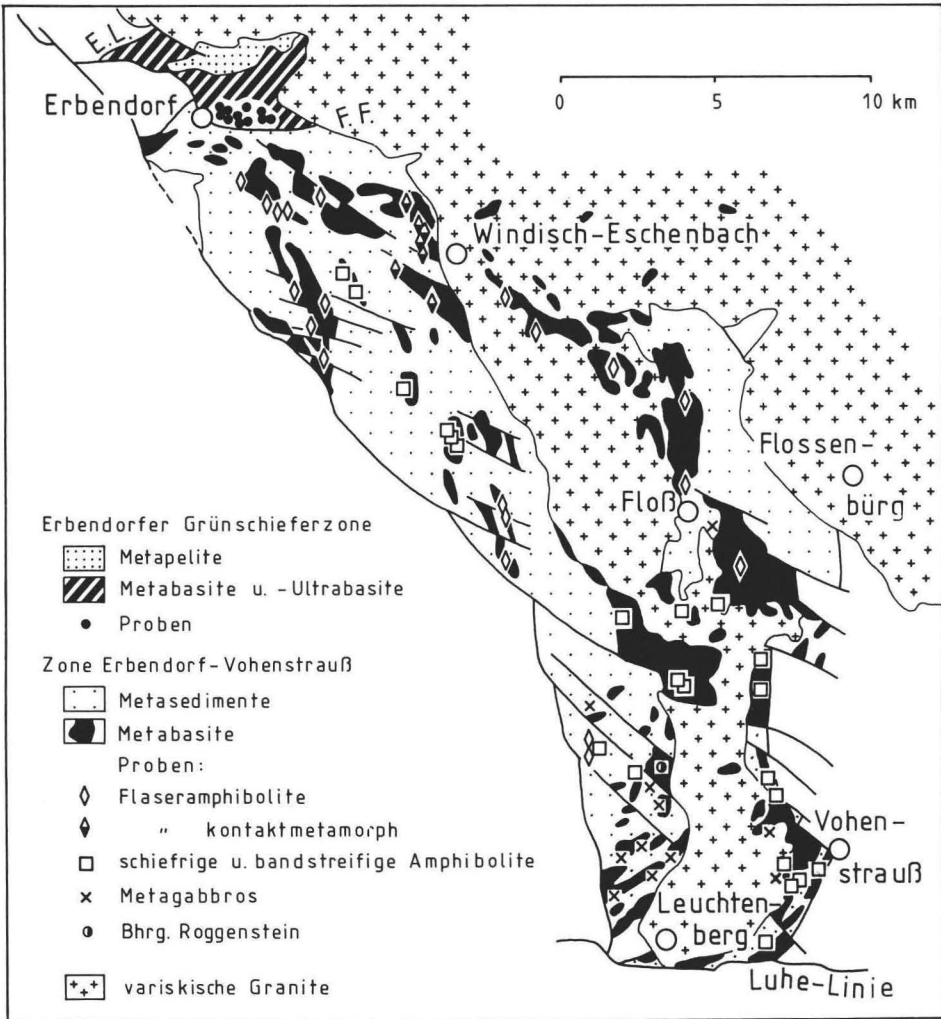 E.L.
Erbendorf
F.F.
0 5 10 km
Windisch-Eschenbach
Flossen-
bürg
Floß
Erbendorfer Grünschieferzone
Metapelite
Metabasite u. -Ultrabasite
Proben
Zone Erbendorf-Vohenstrauß
Metasedimente
Metabasite
Proben:
Flaseramphibolite
" kontaktmetamorph
schiefrige u. bandstreifige Amphibolite
Metagabbros
Bhrg. Roggenstein
variskische Granite
Vohen-
strauß
Leuchten-
berg
Luhe-Linie